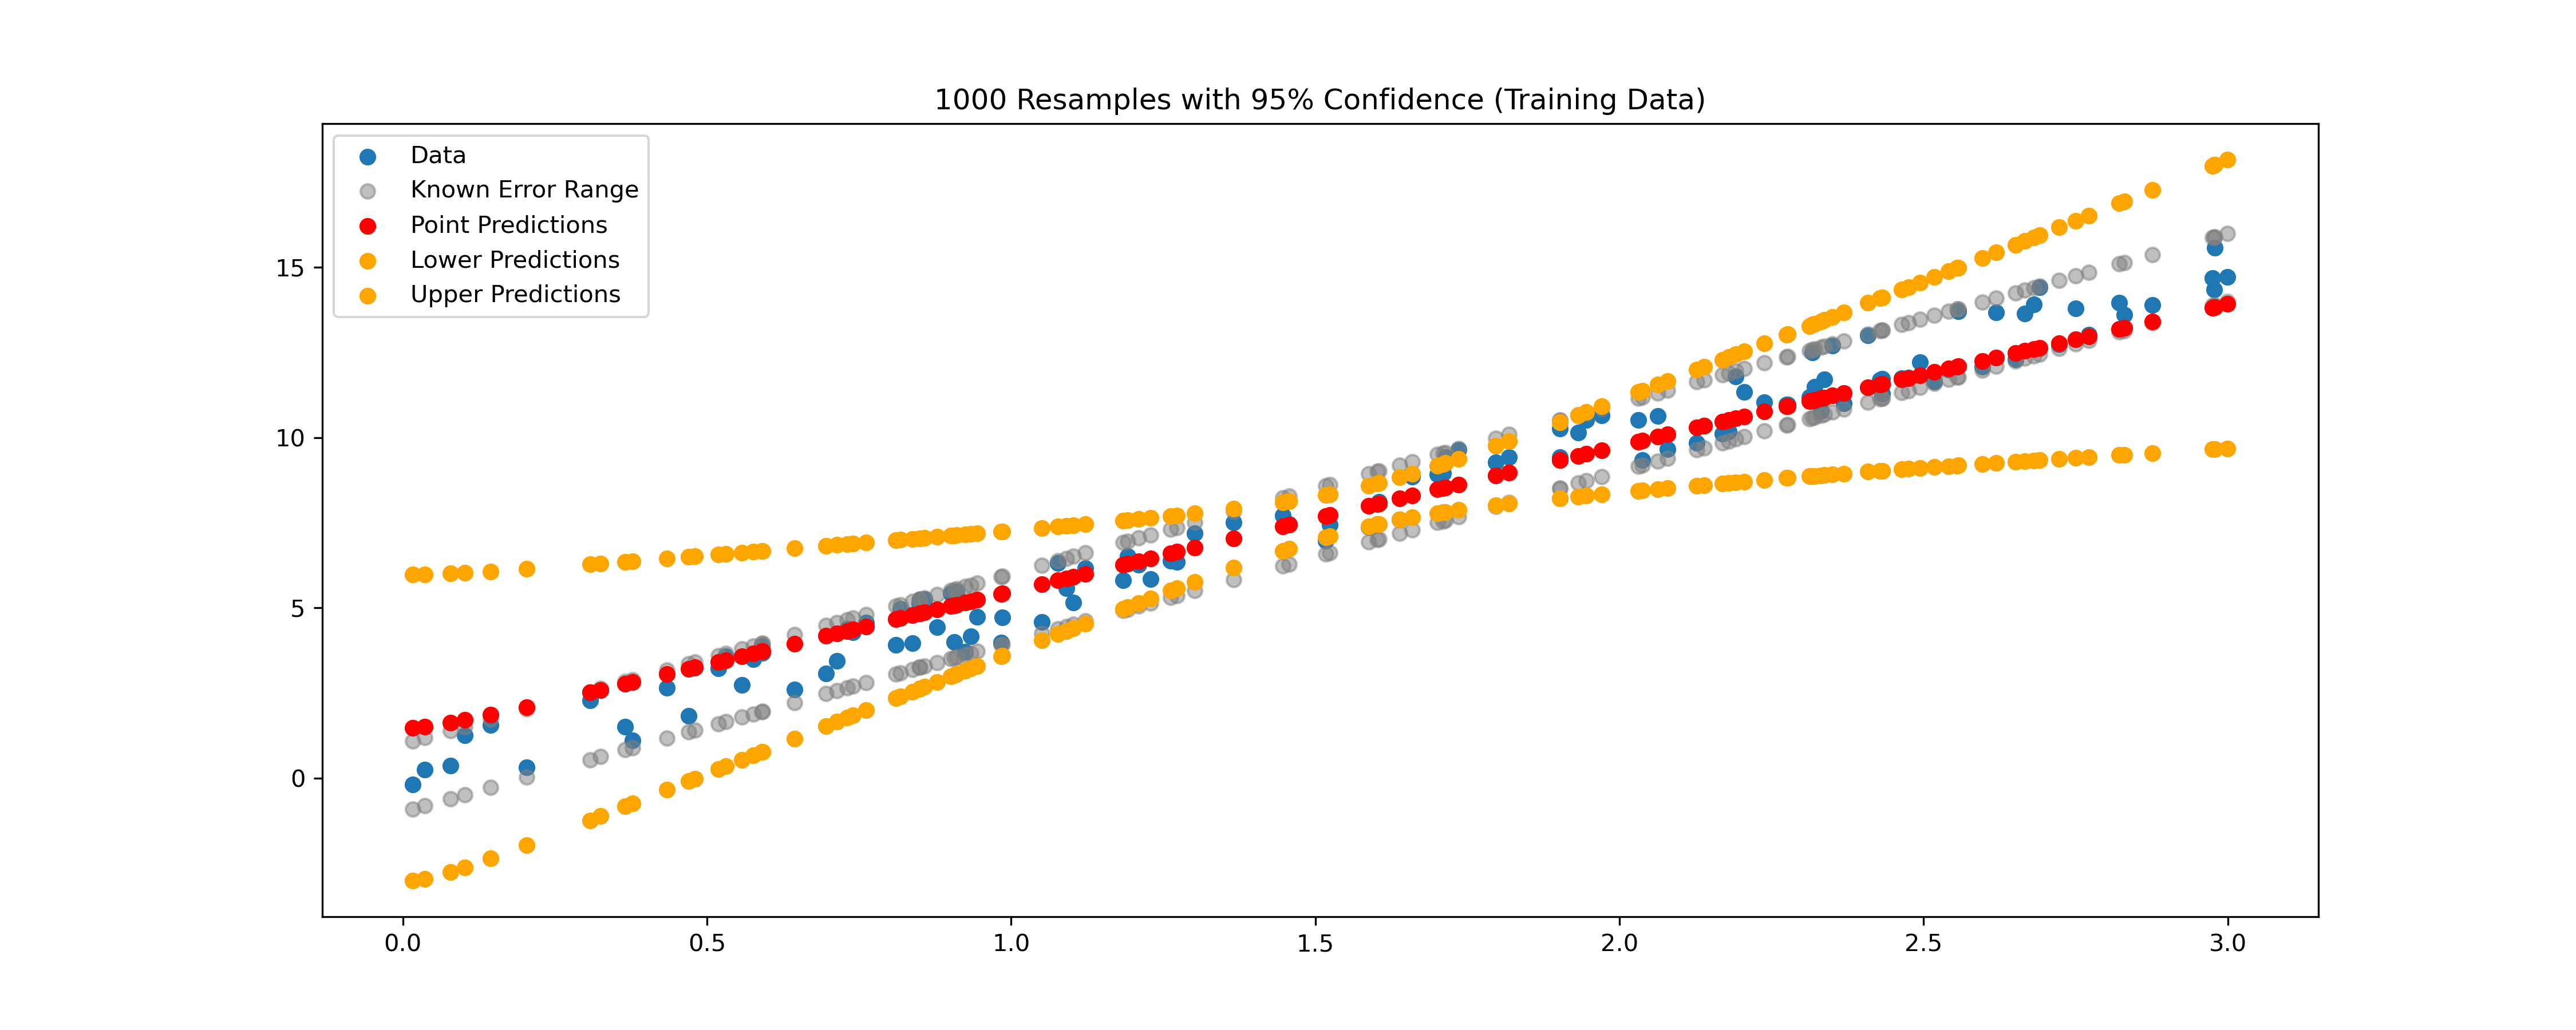 1000 Resamples with 95% Confidence (Training Data)
Data
Known Error Range
Point Predictions
Lower Predictions
Upper Predictions
15
10
5
0
0.0 0.5 1.0 1.5 2.0 2.5 3.0